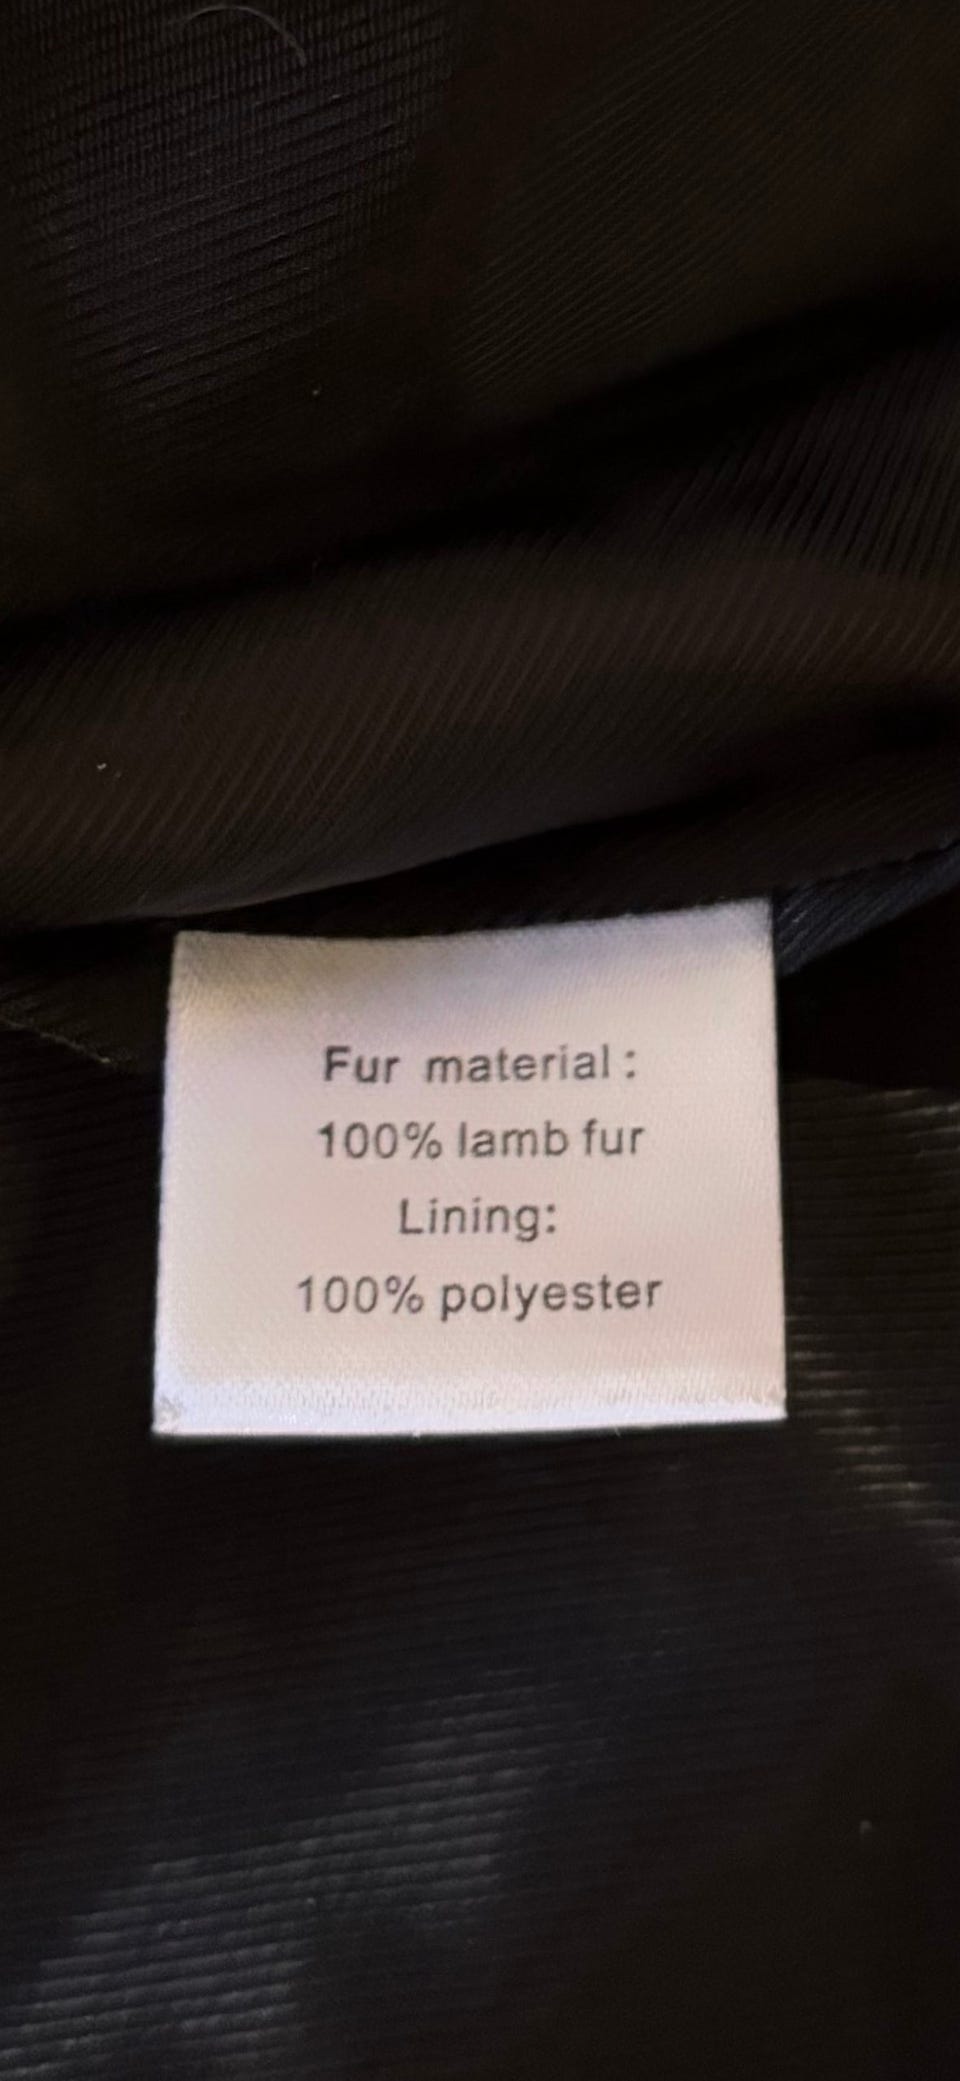 Fur material :
100% lamb fur
Lining:
100% polyester